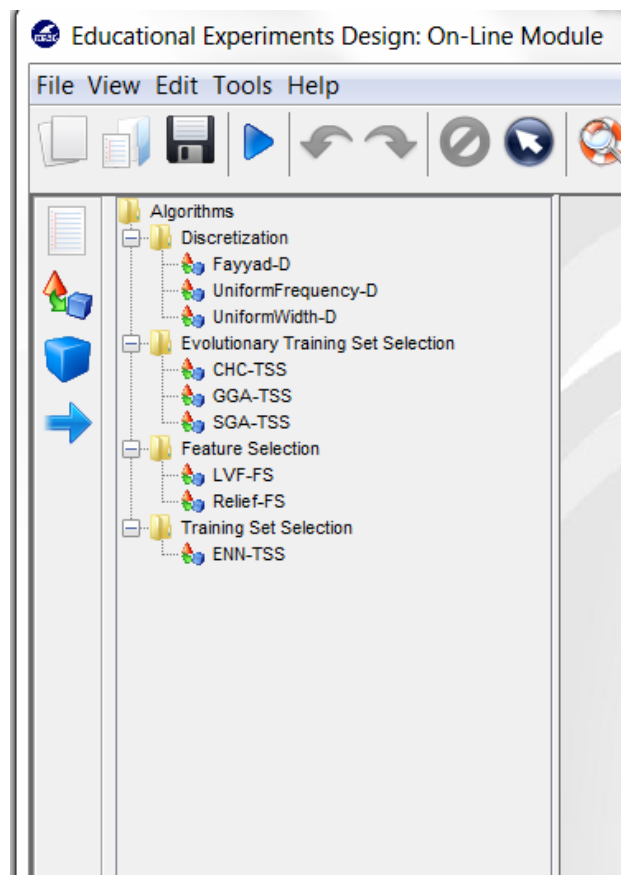 Educational Experiments Design: On-Line Module
File View Edit Tools Help
Algorithms
Discretization
Fayyad-D
UniformFrequency-D
UniformWidth-D
Evolutionary Training Set Selection
CHC-TSS
GGA-TSS
SGA-TSS
Feature Selection
LVF-FS
Relief-FS
Training Set Selection
ENN-TSS